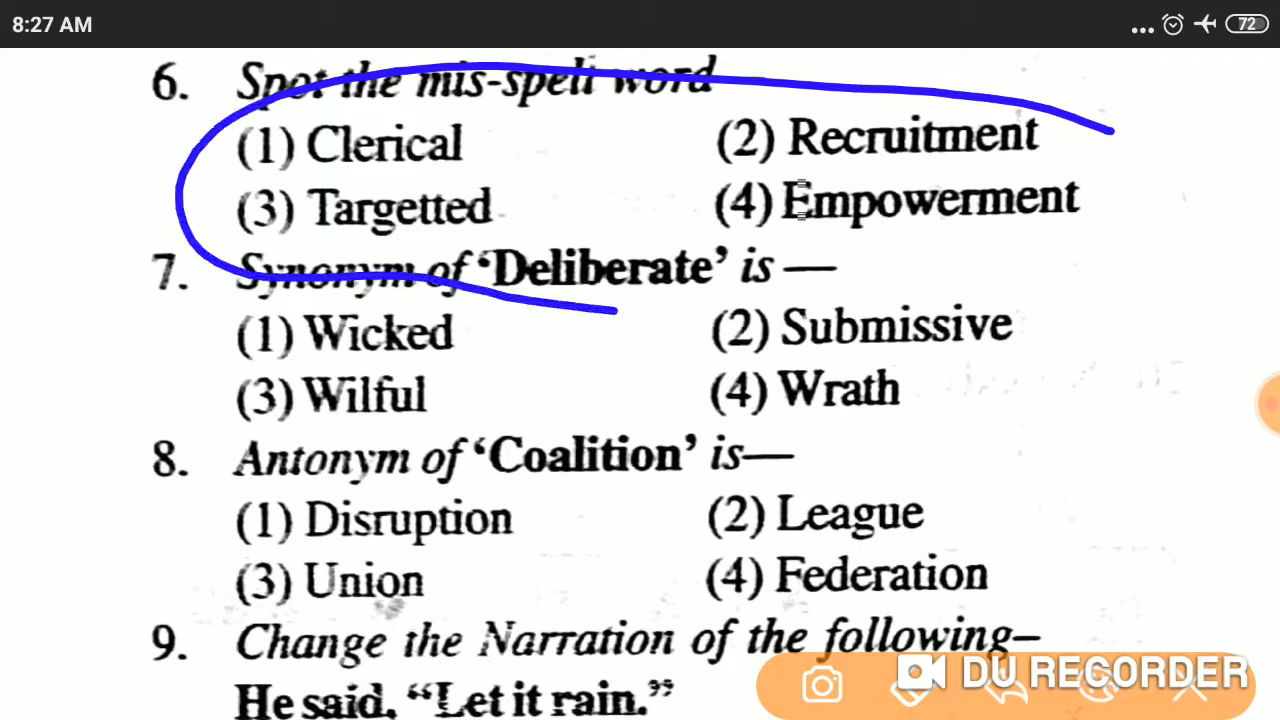 8:27 AM
72
6. Spot the mis-spelt word
(1) Clerical (2) Recruitment
(3) Targetted (4) Empowerment
7. Synonym of ‘Deliberate’ is —
(1) Wicked (2) Submissive
(3) Wilful (4) Wrath
8. Antonym of ‘Coalition’ is—
(1) Disruption (2) League
(3) Union (4) Federation
9. Change the Narration of the following–
DU RECORDER
He said, “Let it rain.”